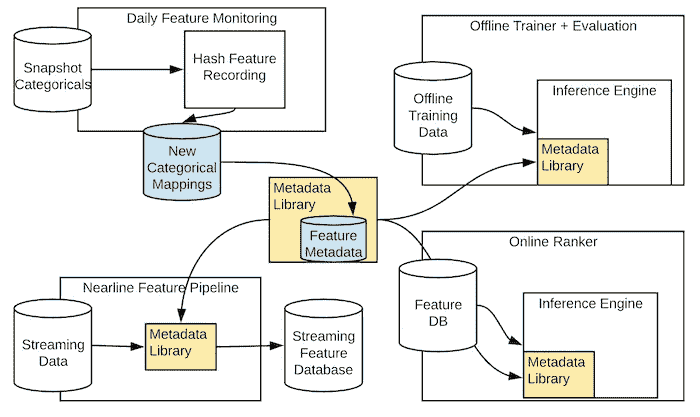 Daily Feature Monitoring
Snapshot
Categoricals
Hash Feature
Recording
New
Categorical
Mappings
Metadata
Library
Feature
Metadata
Offline Trainer + Evaluation
Offline
Training
Data
Inference Engine
Metadata
Library
Nearline Feature Pipeline
Streaming
Data
Metadata
Library
Streaming
Feature
Database
Online Ranker
Feature
DB
Inference Engine
Metadata
Library